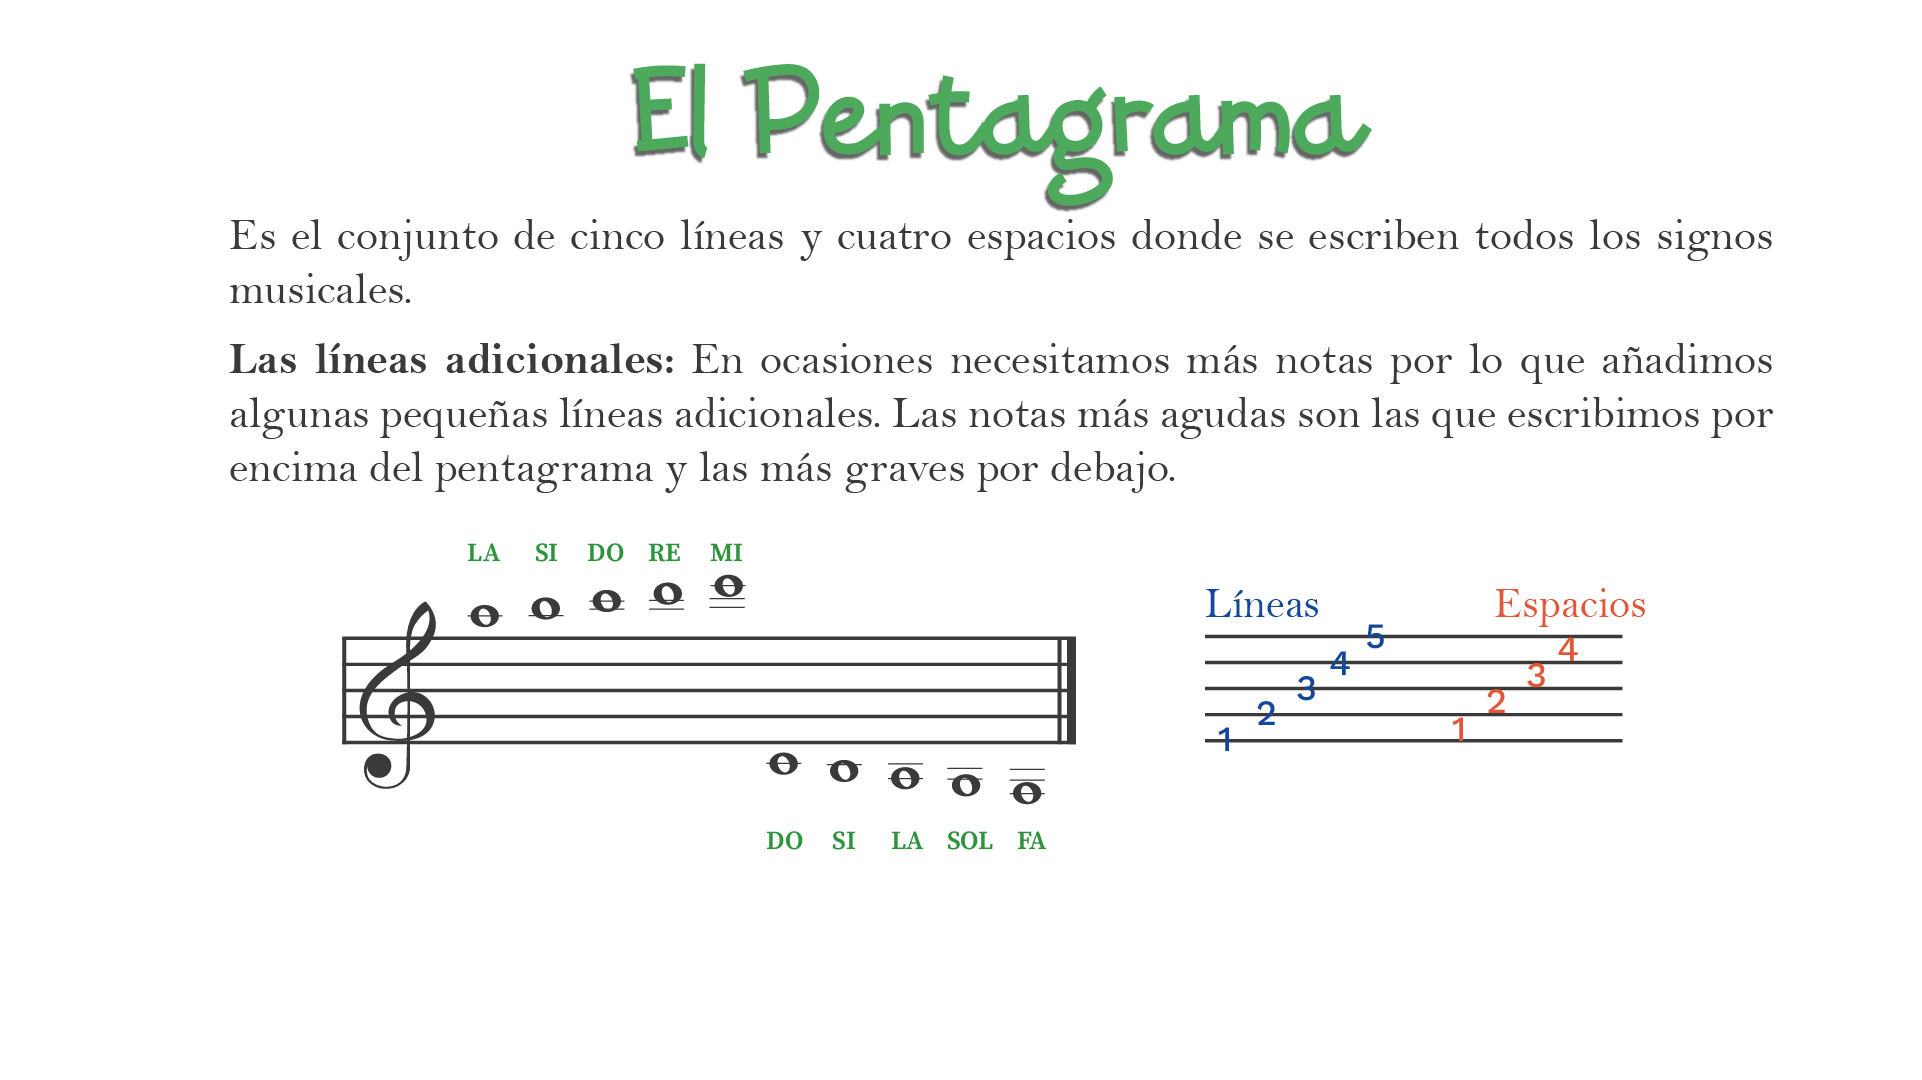 El Pentagrama
Es el conjunto de cinco líneas y cuatro espacios donde se escriben todos los signos
musicales.
Las líneas adicionales: En ocasiones necesitamos más notas por lo que añadimos
algunas pequeñas líneas adicionales. Las notas más agudas son las que escribimos por
encima del pentagrama y las más graves por debajo.
LA SI DO RE MI
DO SI LA SOL FA
Líneas
1 2 3 4 5
Espacios
1 2 3 4